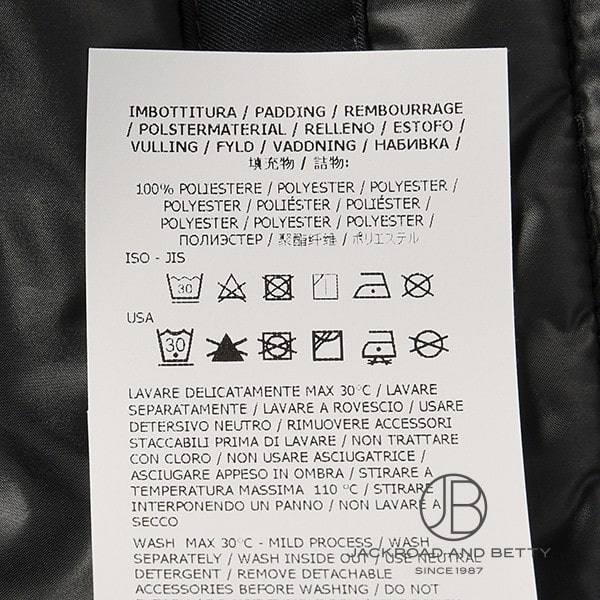 IMBOTTITURA / PADDING / REMBOURRAGE
/ POLSTERMATERIAL / RELLENO / ESTOFO /
VULLING / FYLD / VADDNING / НАБИВКА /
填充物 / 詰物:
100% POLIESTERE / POLYESTER / POLYESTER /
POLYESTER / POLIÉSTER / POLIÉSTER /
POLYESTER / POLYESTER / POLYESTER /
ПОЛИЭСТЕР / 聚酯纤维 / ポリエステル
ISO - JIS
30
USA
30
LAVARE DELICATAMENTE MAX 30°C / LAVARE
SEPARATAMENTE / LAVARE A ROVESCIO / USARE
DETERSIVO NEUTRO / RIMUOVERE ACCESSORI
STACCABILI PRIMA DI LAVARE / NON TRATTARE
CON CLORO / NON USARE ASCIUGATRICE /
ASCIUGARE APPESO IN OMBRA / STIRARE A
TEMPERATURA MASSIMA 110 °C / STIRARE
INTERPONENDO UN PANNO / NON LAVARE A
SECCO
WASH MAX 30°C - MILD PROCESS / WASH
SEPARATELY / WASH INSIDE OUT / USE NEUTRAL
DETERGENT / REMOVE DETACHABLE
ACCESSORIES BEFORE WASHING / DO NOT
JB
JACKROAD AND BETTY
SINCE1987